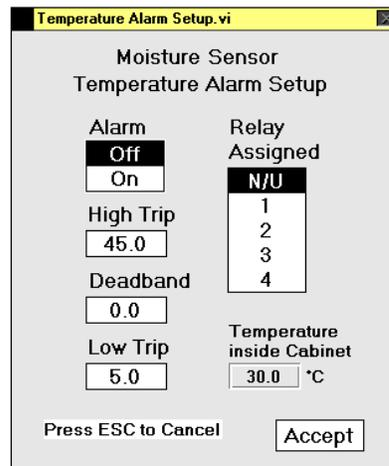 Temperature Alarm Setup.vi
Moisture Sensor
Temperature Alarm Setup
Alarm
Off
On
High Trip
45.0
Deadband
0.0
Low Trip
5.0
Relay
Assigned
N/U
1
2
3
4
Temperature
inside Cabinet
30.0 °C
Press ESC to Cancel
Accept